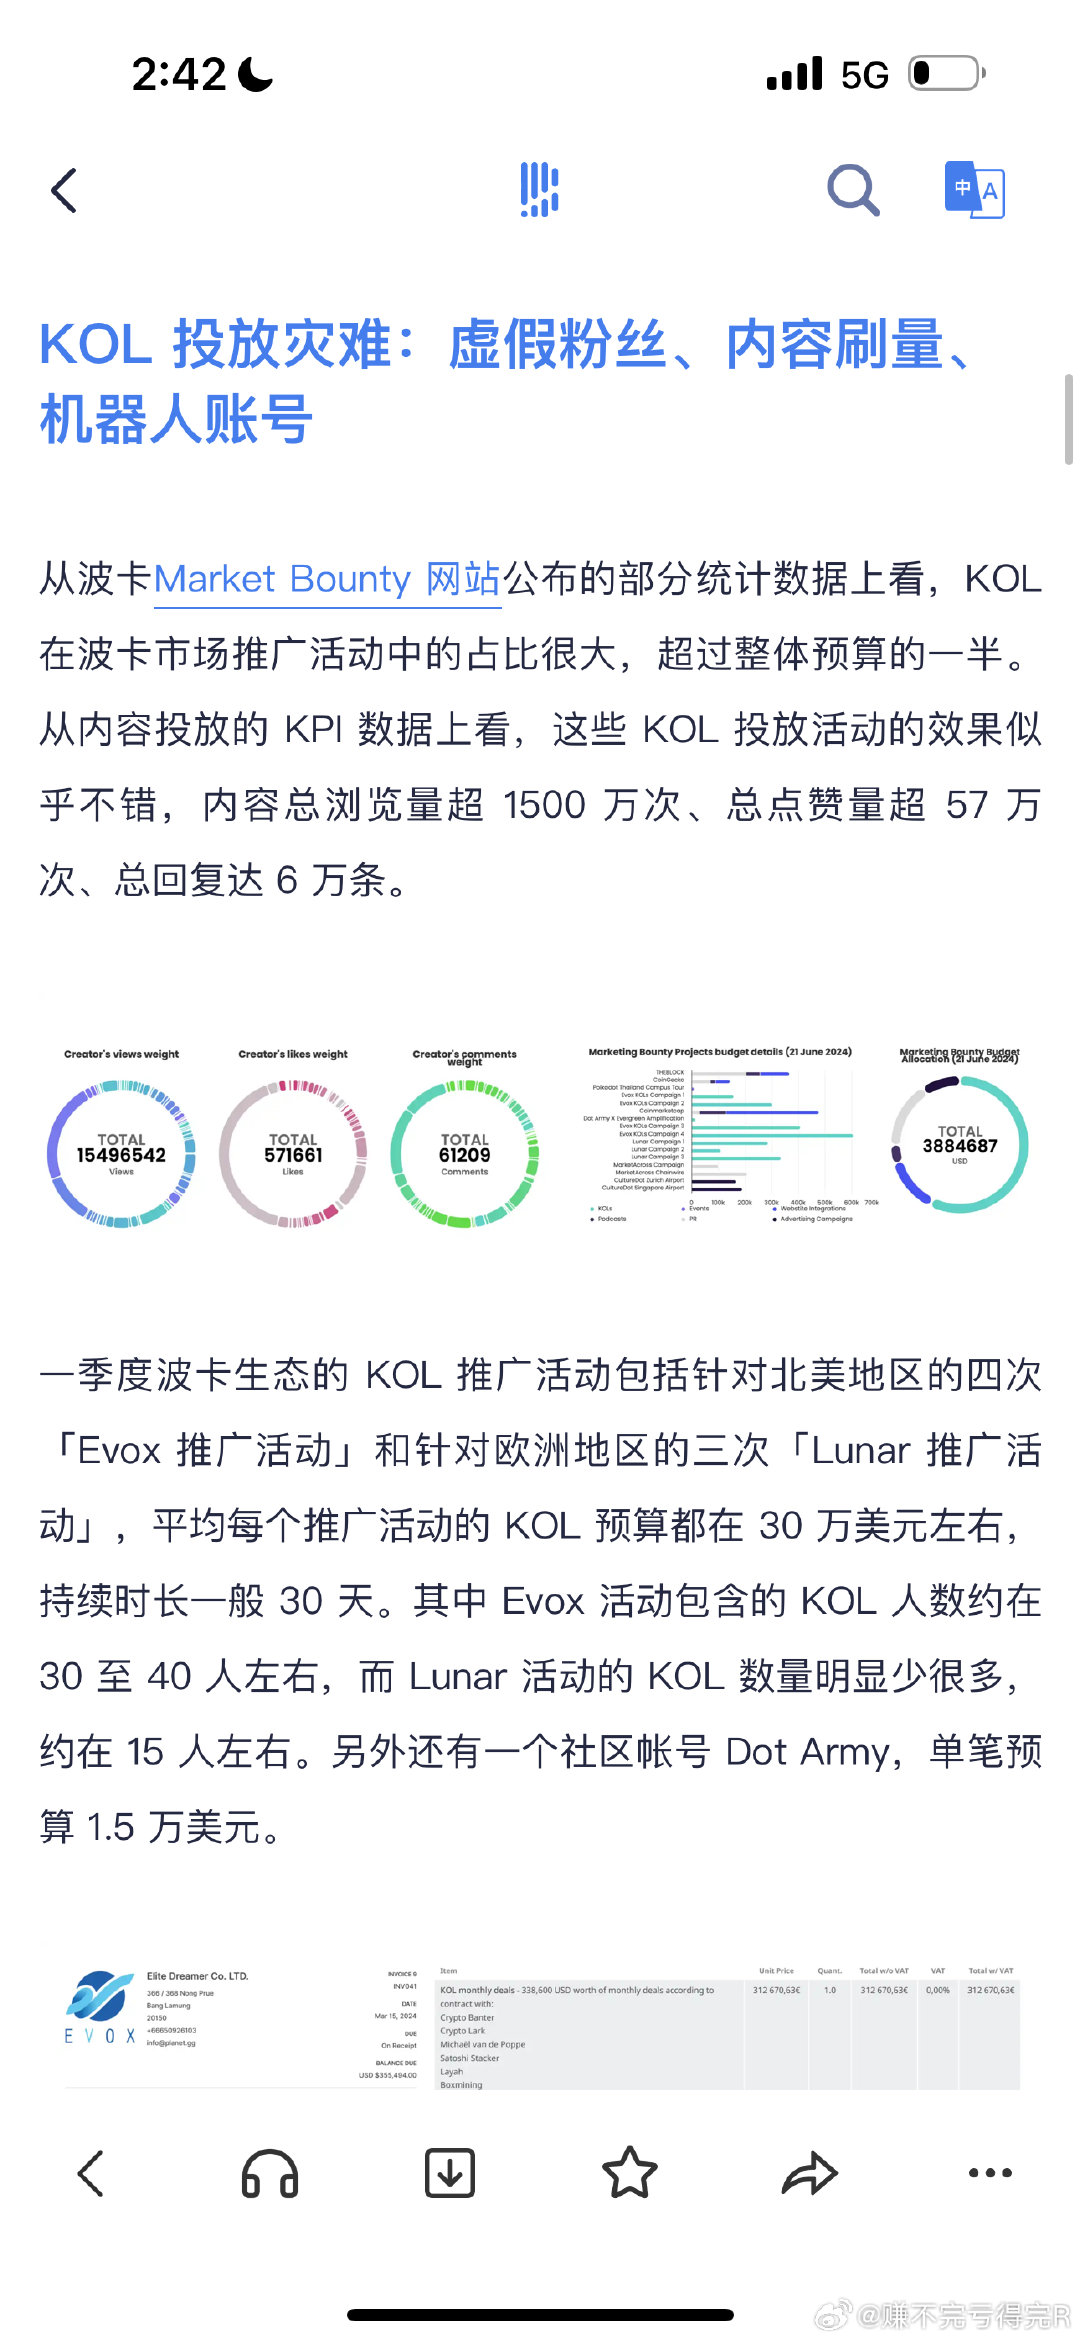 2:42
5G
中 A
KOL 投放灾难：虚假粉丝、内容刷量、
机器人账号
从波卡Market Bounty 网站公布的部分统计数据上看，KOL
在波卡市场推广活动中的占比很大，超过整体预算的一半。
从内容投放的 KPI 数据上看，这些 KOL 投放活动的效果似
乎不错，内容总浏览量超 1500 万次、总点赞量超 57 万
次、总回复达 6 万条。
Creator's views weight
TOTAL
15496542
Views
Creator's likes weight
TOTAL
571661
Likes
Creator's comments
weight
TOTAL
61209
Comments
Marketing Bounty Projects budget details (21 June 2024)
THEBLOCK
CoinGecko
Polkadot Thailand Campus Tour
Evox KOLs Campaign 1
Evox KOLs Campaign 2
Coinmarketcap
Dot Army X Evergreen Amplification
Evox KOLs Campaign 3
Evox KOLs Campaign 4
Lunar Campaign 1
Lunar Campaign 2
Lunar Campaign 3
MarketAcross Campaign
MarketAcross Chainwire
CultureDot Zurich Airport
CultureDot Singapore Airport
0 100k 200k 300k 400k 500k 600k 700k
KOLs Events Website Integrations
Podcasts PR Advertising Campaigns
Marketing Bounty Budget
Allocation (21 June 2024)
TOTAL
3884687
USD
一季度波卡生态的 KOL 推广活动包括针对北美地区的四次
「Evox 推广活动」和针对欧洲地区的三次「Lunar 推广活
动」，平均每个推广活动的 KOL 预算都在 30 万美元左右，
持续时长一般 30 天。其中 Evox 活动包含的 KOL 人数约在
30 至 40 人左右，而 Lunar 活动的 KOL 数量明显少很多，
约在 15 人左右。另外还有一个社区帐号 Dot Army，单笔预
算 1.5 万美元。
EVOX
Elite Dreamer Co. LTD.
366 / 368 Nong Prue
Bang Lamung
20150
+66650926103
info@planet.gg
INVOICE
INV041
DATE
Mar 15, 2024
DUE
On Receipt
BALANCE DUE
USD $355,494.00
Item Unit Price Quant. Total w/o VAT VAT Total w/ VAT
KOL monthly deals - 338,600 USD worth of monthly deals according to 312 670,63€ 1.0 312 670,63€ 0,00% 312 670,63€
contract with:
Crypto Banter
Crypto Lark
Michaël van de Poppe
Satoshi Stacker
Layah
Boxmining
@赚不完亏得完R